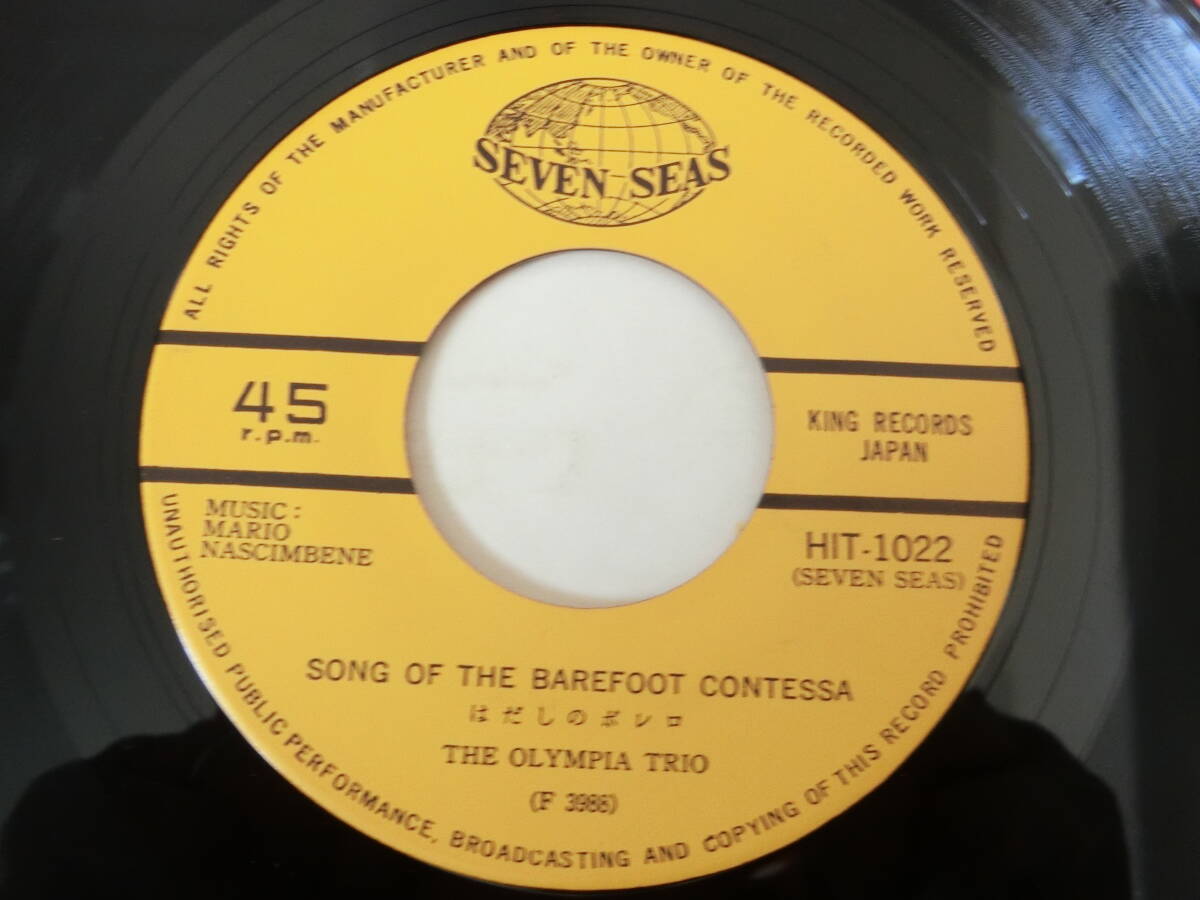 ALL RIGHTS OF THE MANUFACTURER AND OF THE OWNER OF THE RECORDED WORK RESERVED
SEVEN SEAS
45
r.p.m.
KING RECORDS
JAPAN
MUSIC:
MARIO
NASCIMBENE
HIT-1022
(SEVEN SEAS)
SONG OF THE BAREFOOT CONTESSA
はだしのボレロ
THE OLYMPIA TRIO
(F 3986)
UNAUTHORISED PUBLIC PERFORMANCE, BROADCASTING AND COPYING OF THIS RECORD PROHIBITED